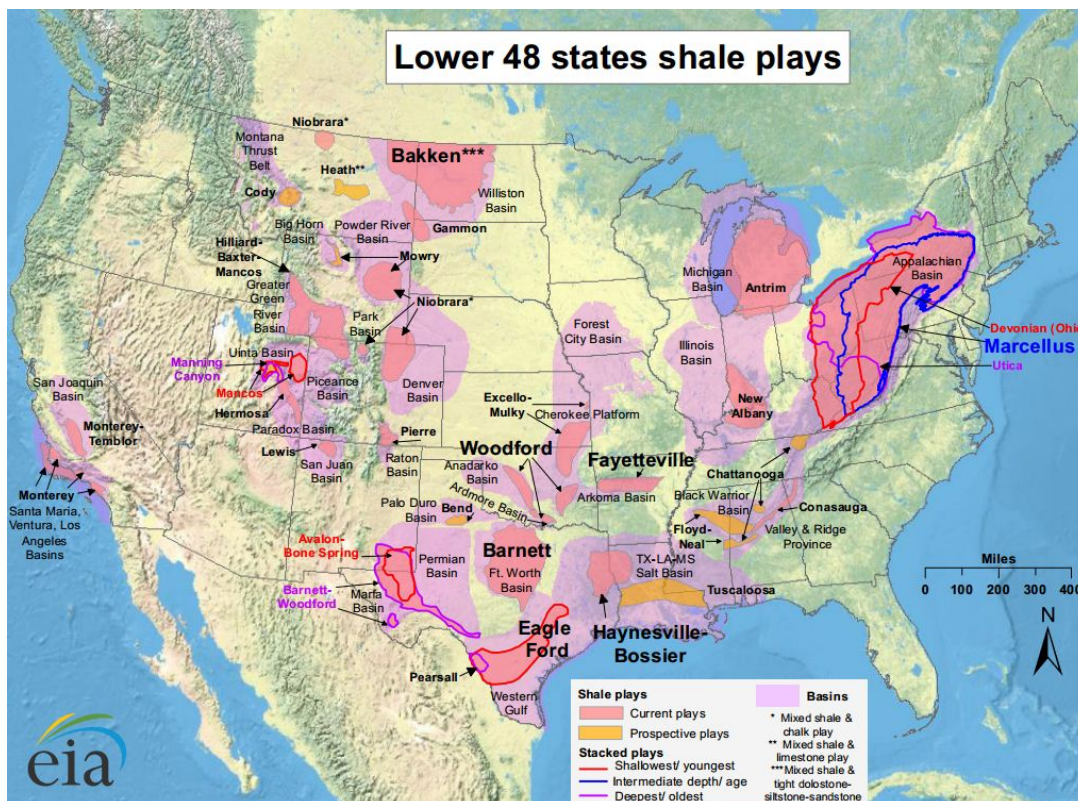 Lower 48 states shale plays
Niobrara*
Montana
Thrust
Belt
Bakken***
Heath**
Cody
Williston
Basin
Big Horn
Basin
Powder River
Basin
Gammon
Hilliard-
Baxter-
Mancos
Mowry
Greater
Green
River
Basin
Niobrara*
Park
Basin
Michigan
Basin
Antrim
Appalachian
Basin
Devonian (Ohio
Marcellus
Utica
Forest
City Basin
Illinois
Basin
Uinta Basin
Manning
Canyon
Mancos
Piceance
Basin
Denver
Basin
San Joaquin
Basin
Hermosa
Excello-
Mulky
Cherokee Platform
New
Albany
Monterey-
Temblor
Paradox Basin
Pierre
Lewis
San Juan
Basin
Raton
Basin
Woodford
Anadarko
Basin
Fayetteville
Chattanooga
Monterey
Santa Maria,
Ventura, Los
Angeles Basins
Ardmore Basin
Arkoma Basin
Black Warrior
Basin
Conasauga
Palo Duro
Basin
Bend
Floyd-
Neal
Valley & Ridge
Province
Avalon-
Bone Spring
Permian
Basin
Barnett
Ft. Worth
Basin
TX-LA-MS
Salt Basin
Tuscaloosa
Barnett-
Woodford
Marfa
Basin
Eagle
Ford
Haynesville-
Bossier
Pearsall
Western
Gulf
Miles
0 100 200 300 400
N
Shale plays
Current plays
Prospective plays
Stacked plays
Shallowest/ youngest
Intermediate depth/ age
Deepest/ oldest
Basins
* Mixed shale &
chalk play
** Mixed shale &
limestone play
***Mixed shale &
tight dolostone-
siltstone-sandstone
eia